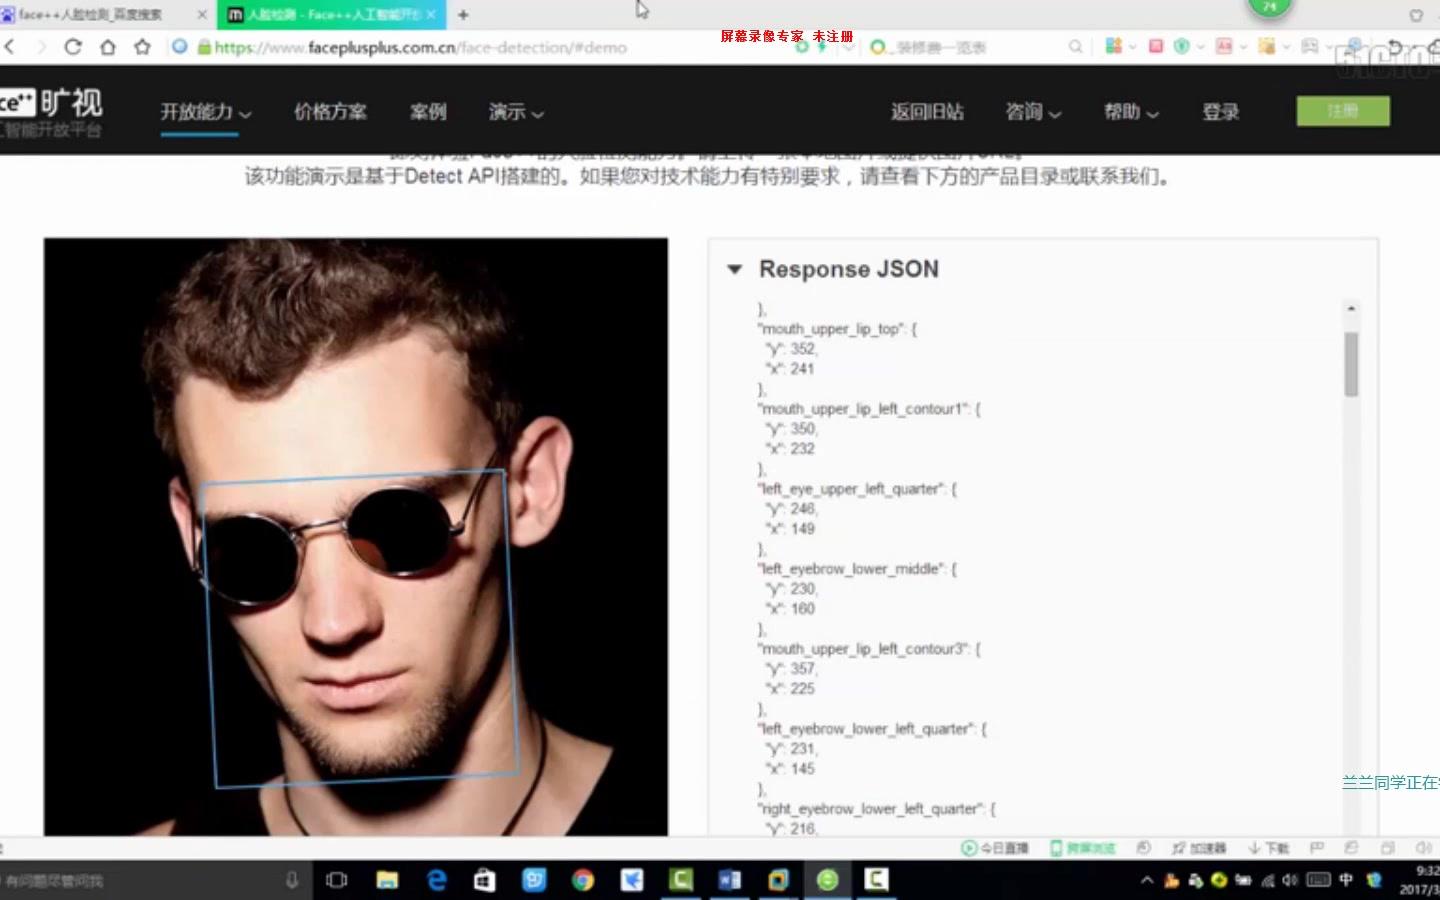 face++人脸检测_百度搜索
人脸检测 - Face++人工智能开
74
https://www.faceplusplus.com.cn/face-detection/#demo
屏幕录像专家 未注册
装修费一览表
ce++ 旷视
工智能开放平台
开放能力
价格方案
案例
演示
返回旧站
咨询
帮助
登录
注册
该功能演示是基于Detect API搭建的。如果您对技术能力有特别要求，请查看下方的产品目录或联系我们。
Response JSON
},
"mouth_upper_lip_top": {
"y": 352,
"x": 241
},
"mouth_upper_lip_left_contour1": {
"y": 350,
"x": 232
},
"left_eye_upper_left_quarter": {
"y": 246,
"x": 149
},
"left_eyebrow_lower_middle": {
"y": 230,
"x": 160
},
"mouth_upper_lip_left_contour3": {
"y": 357,
"x": 225
},
"left_eyebrow_lower_left_quarter": {
"y": 231,
"x": 145
},
"right_eyebrow_lower_left_quarter": {
"y": 216,
兰兰同学正在
今日直播
跨屏浏览
加速器
下载
有问题尽管问我
中
9:32
2017/3